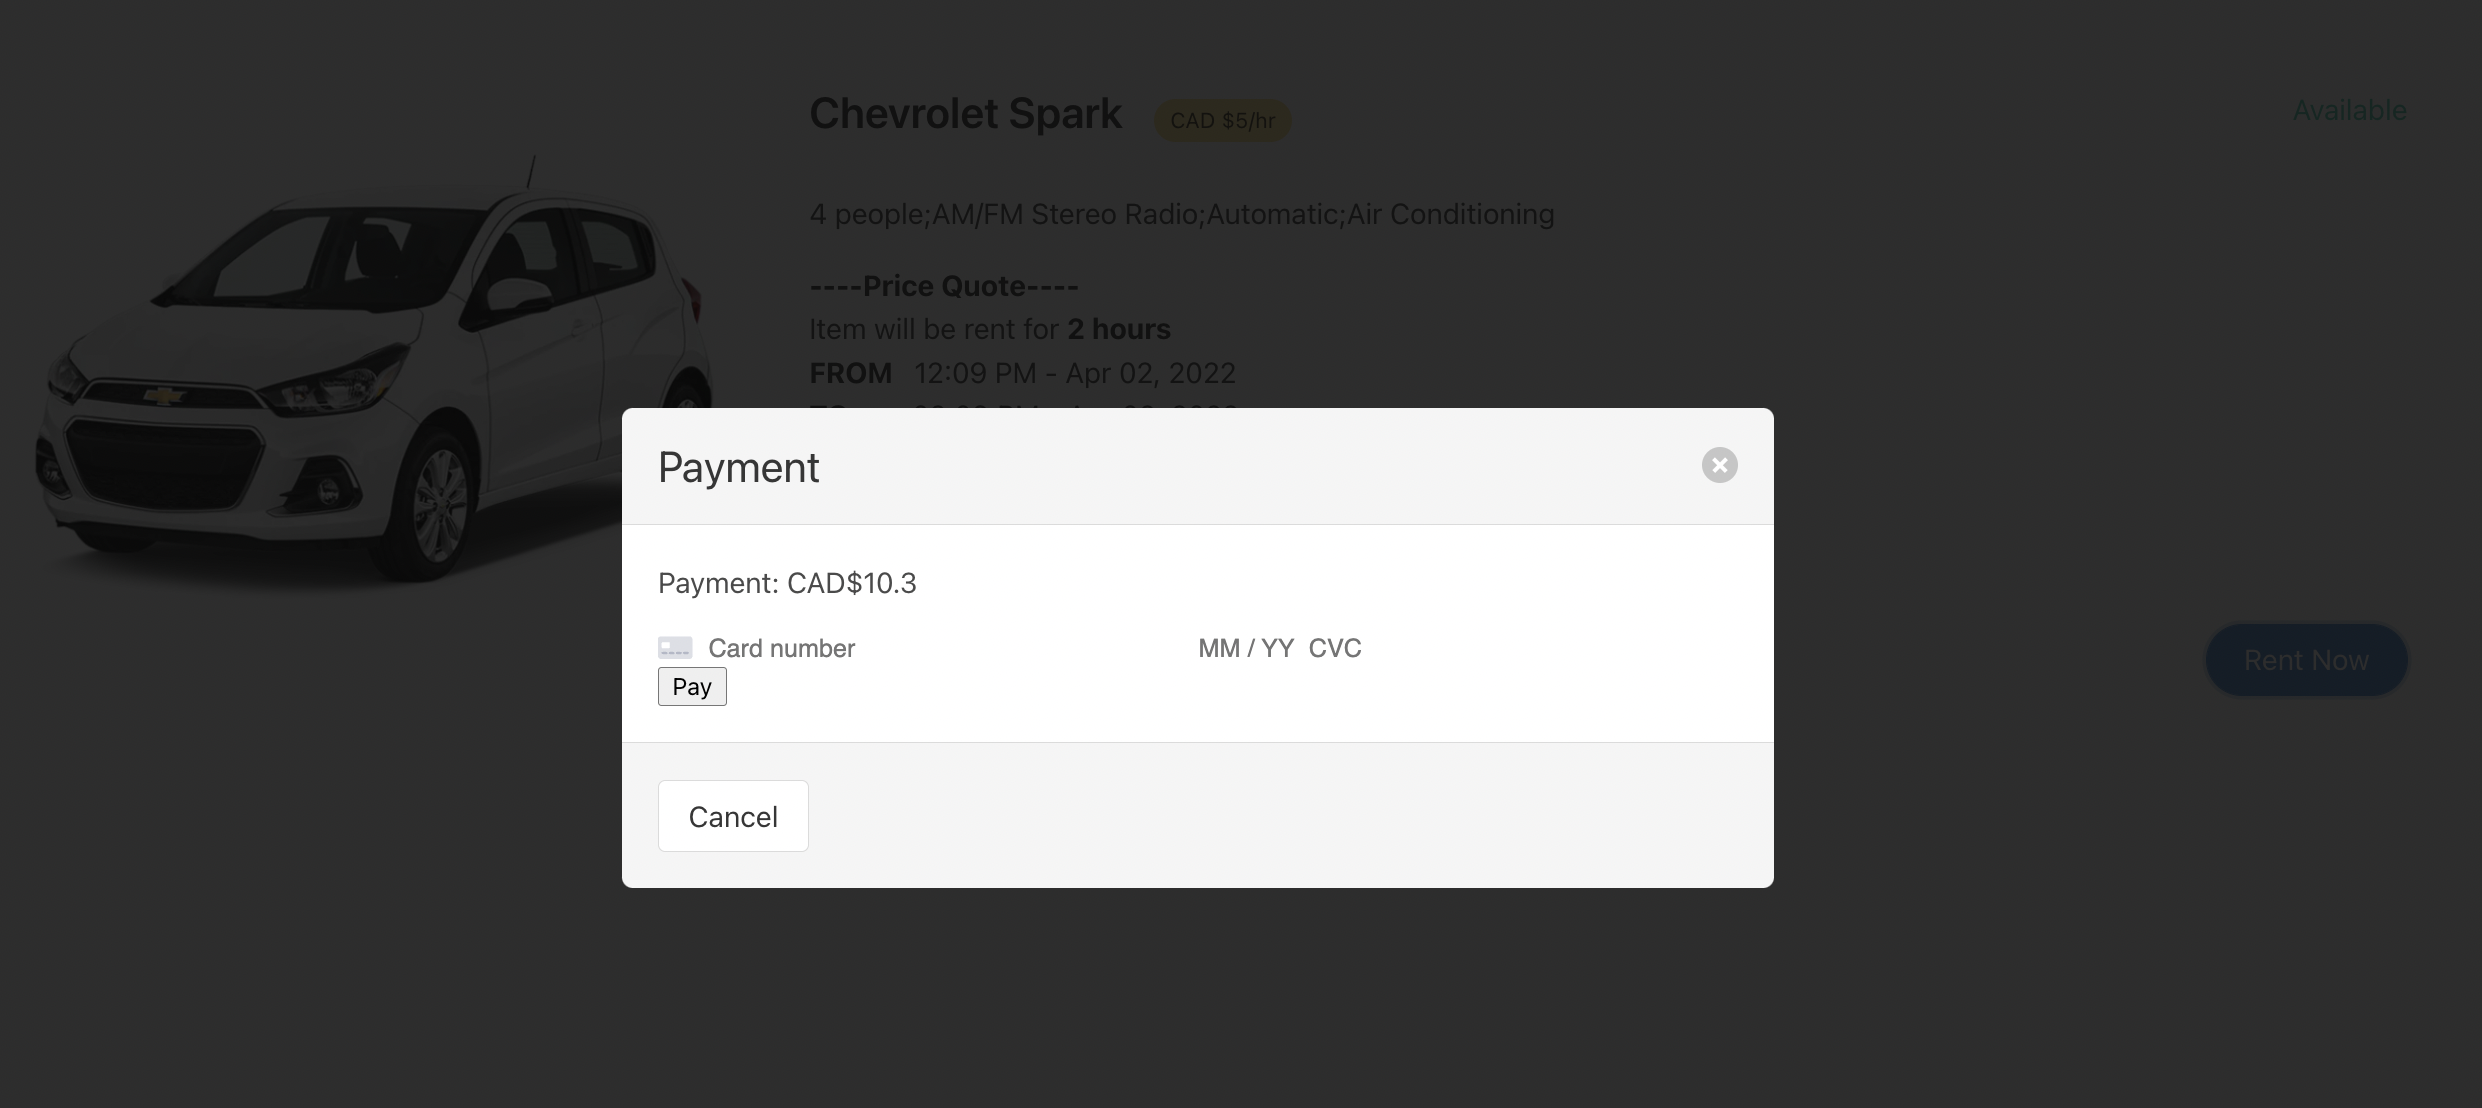 Chevrolet Spark CAD $5/hr Available
4 people;AM/FM Stereo Radio;Automatic;Air Conditioning
----Price Quote----
Item will be rent for 2 hours
FROM 12:09 PM - Apr 02, 2022
Payment
Payment: CAD$10.3
Card number MM / YY CVC
Pay
Rent Now
Cancel